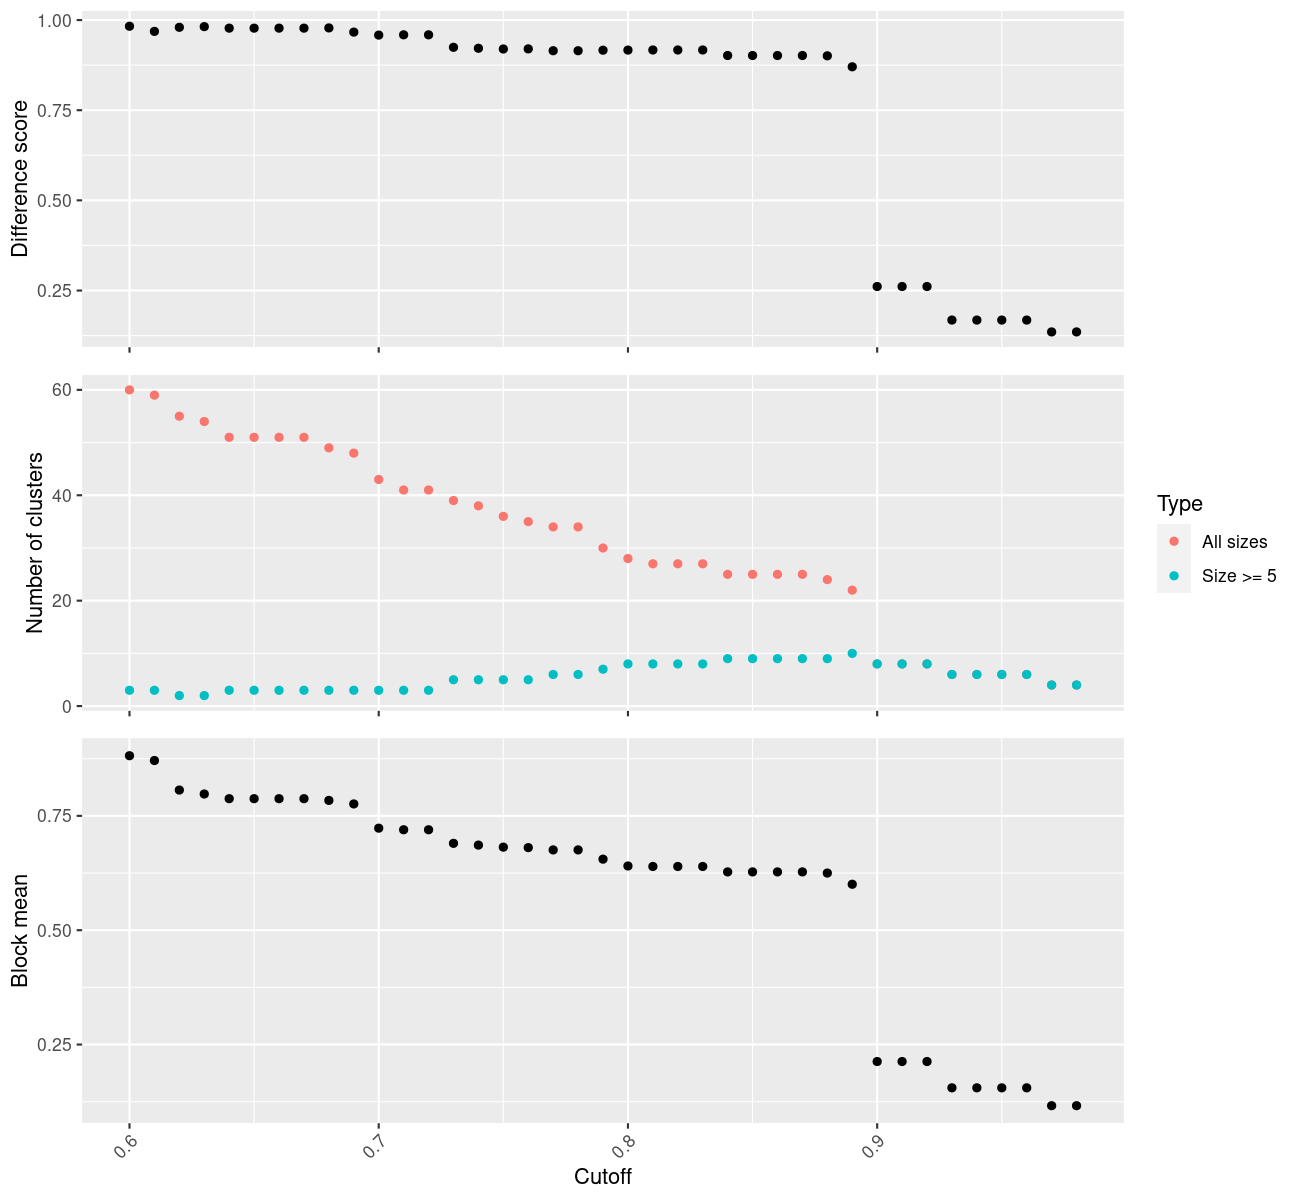 Difference score
1.00
0.75
0.50
0.25
Number of clusters
60
40
20
0
Type
All sizes
Size >= 5
Block mean
0.75
0.50
0.25
0.6
0.7
0.8
0.9
Cutoff